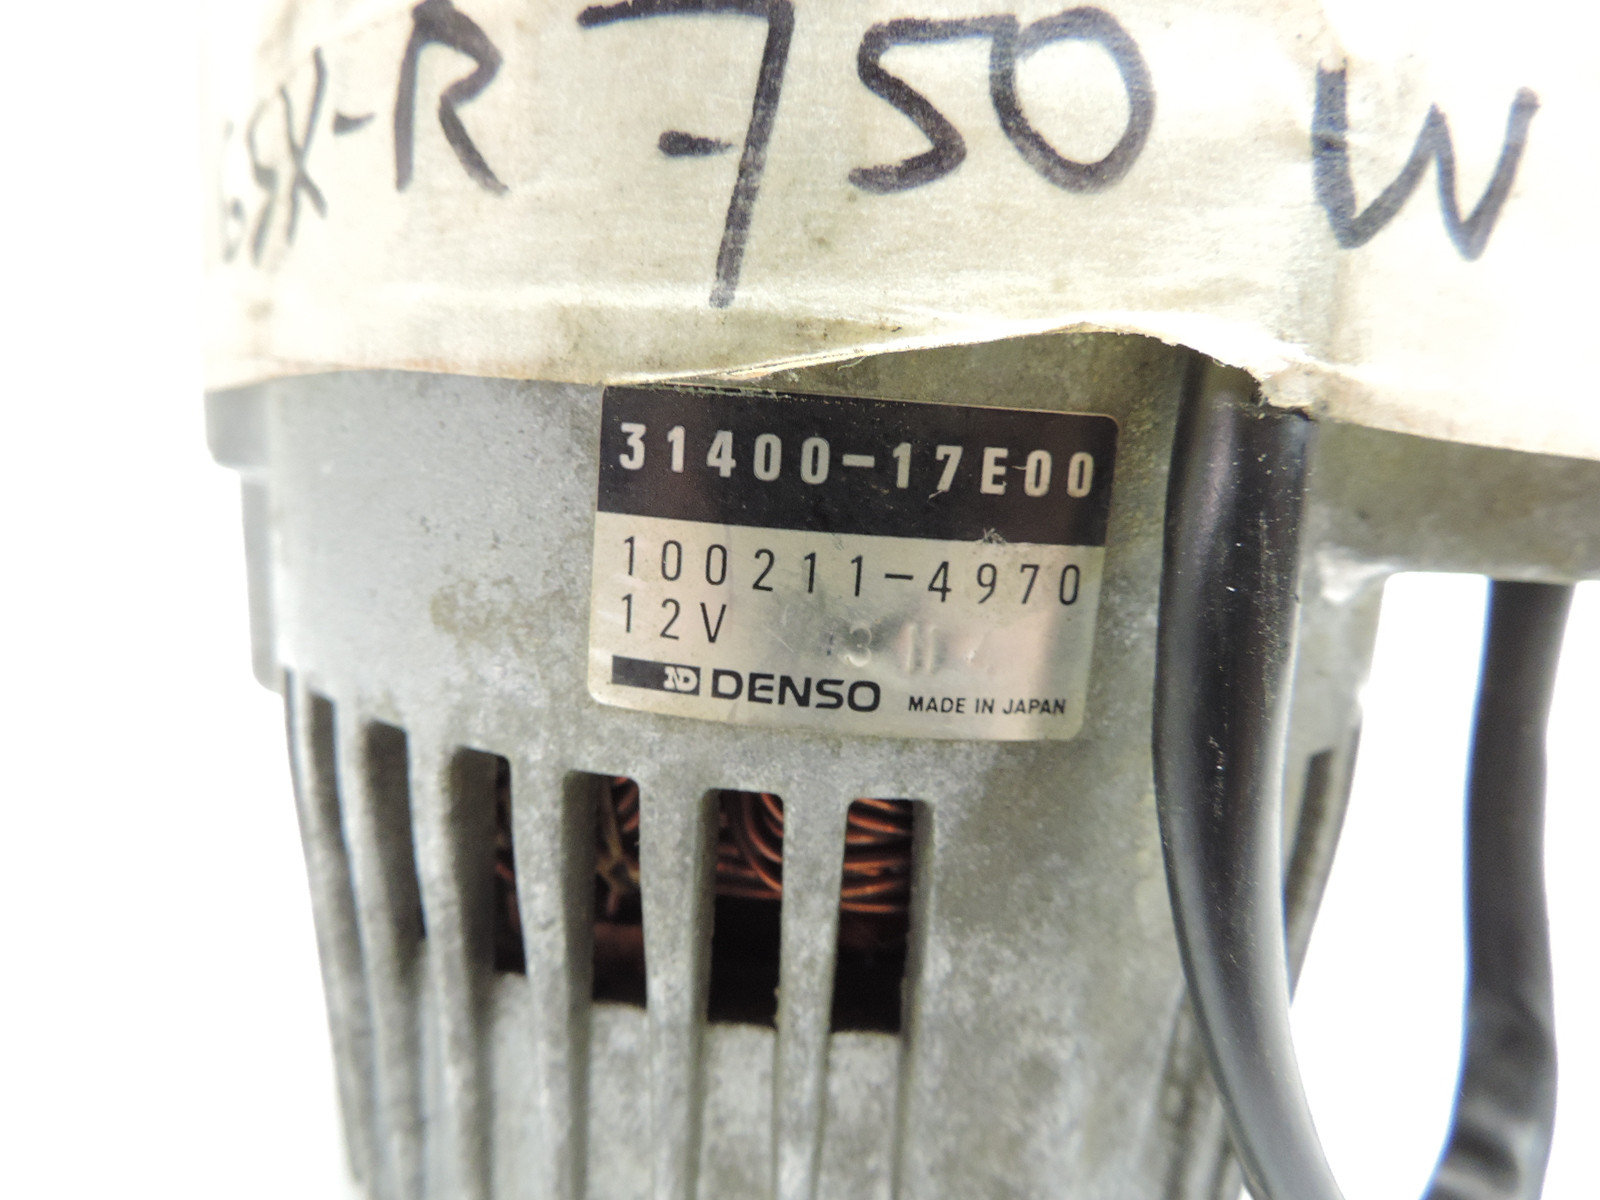 GSX-R 750 W
31400-17E00
100211-4970
12V
ND DENSO MADE IN JAPAN